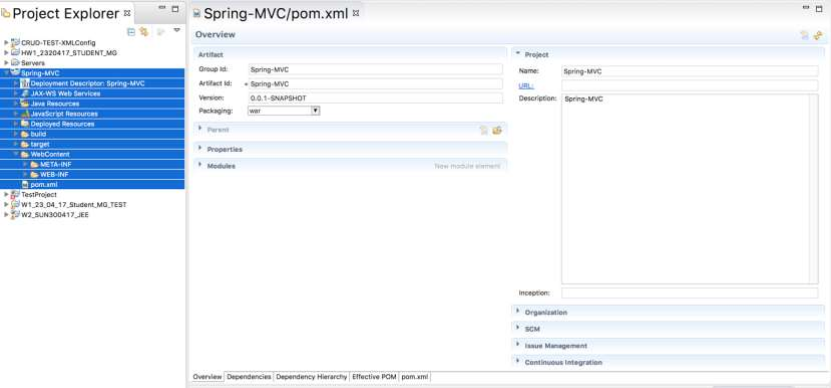 Project Explorer
CRUD-TEST-XMLConfig
HW1_2320417_STUDENT_MG
Servers
Spring-MVC
Deployment Descriptor: Spring-MVC
JAX-WS Web Services
Java Resources
JavaScript Resources
Deployed Resources
build
target
WebContent
META-INF
WEB-INF
pom.xml
TestProject
W1_23_04_17_Student_MG_TEST
W2_SUN300417_JEE
Spring-MVC/pom.xml
Overview
Artifact
Group Id: Spring-MVC
Artifact Id: * Spring-MVC
Version: 0.0.1-SNAPSHOT
Packaging: war
Parent
Properties
Modules New module element
Project
Name: Spring-MVC
URL:
Description: Spring-MVC
Inception:
Organization
SCM
Issue Management
Continuous Integration
Overview Dependencies Dependency Hierarchy Effective POM pom.xml